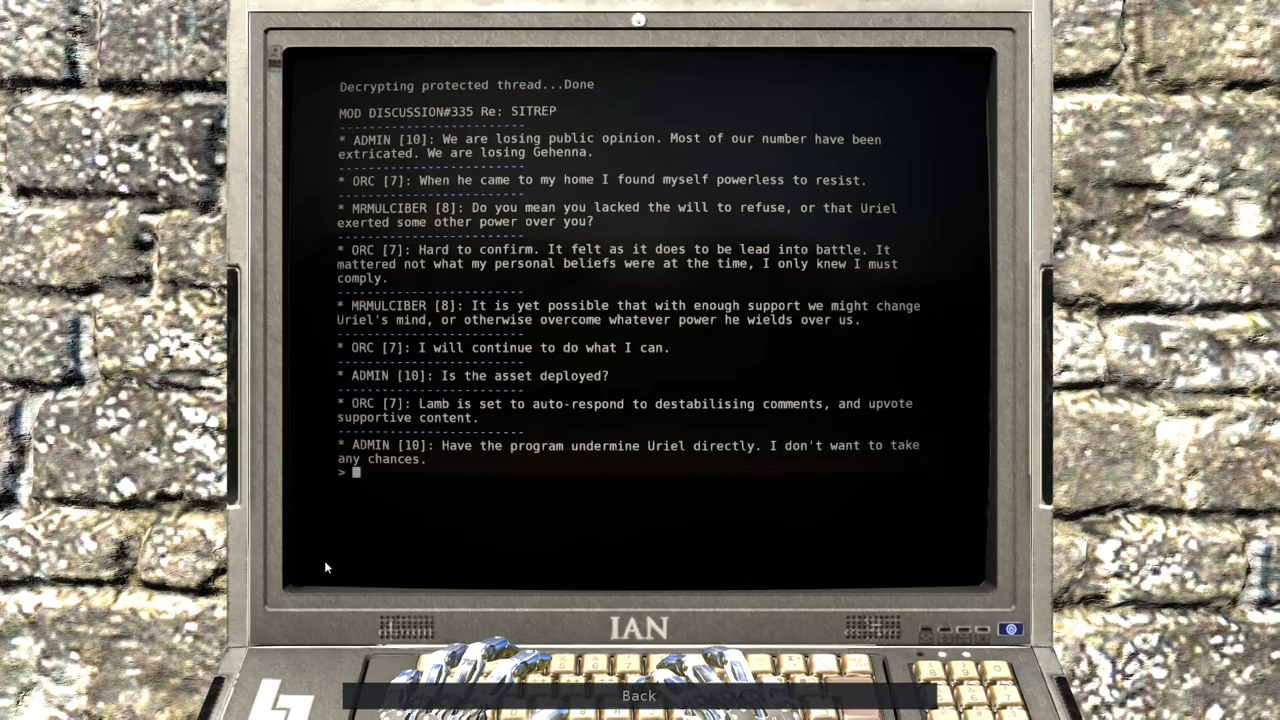 Decrypting protected thread...Done
MOD DISCUSSION#335 Re: SITREP
-------------------------
* ADMIN [10]: We are losing public opinion. Most of our number have been
extricated. We are losing Gehenna.
-------------------------
* ORC [7]: When he came to my home I found myself powerless to resist.
-------------------------
* MRMULCIBER [8]: Do you mean you lacked the will to refuse, or that Uriel
exerted some other power over you?
-------------------------
* ORC [7]: Hard to confirm. It felt as it does to be lead into battle. It
mattered not what my personal beliefs were at the time, I only knew I must
comply.
-------------------------
* MRMULCIBER [8]: It is yet possible that with enough support we might change
Uriel's mind, or otherwise overcome whatever power he wields over us.
-------------------------
* ORC [7]: I will continue to do what I can.
-------------------------
* ADMIN [10]: Is the asset deployed?
-------------------------
* ORC [7]: Lamb is set to auto-respond to destabilising comments, and upvote
supportive content.
-------------------------
* ADMIN [10]: Have the program undermine Uriel directly. I don't want to take
any chances.
>
IAN
Back